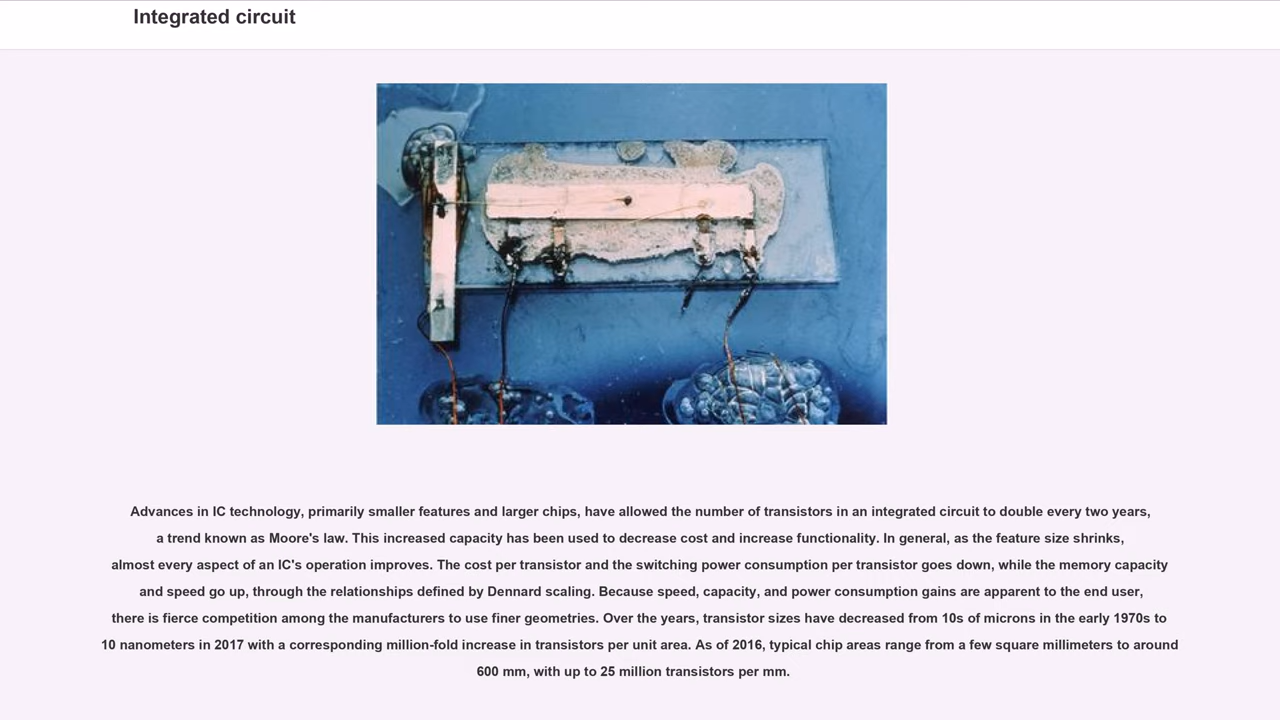 Integrated circuit
Advances in IC technology, primarily smaller features and larger chips, have allowed the number of transistors in an integrated circuit to double every two years,
a trend known as Moore's law. This increased capacity has been used to decrease cost and increase functionality. In general, as the feature size shrinks,
almost every aspect of an IC's operation improves. The cost per transistor and the switching power consumption per transistor goes down, while the memory capacity
and speed go up, through the relationships defined by Dennard scaling. Because speed, capacity, and power consumption gains are apparent to the end user,
there is fierce competition among the manufacturers to use finer geometries. Over the years, transistor sizes have decreased from 10s of microns in the early 1970s to
10 nanometers in 2017 with a corresponding million-fold increase in transistors per unit area. As of 2016, typical chip areas range from a few square millimeters to around
600 mm, with up to 25 million transistors per mm.